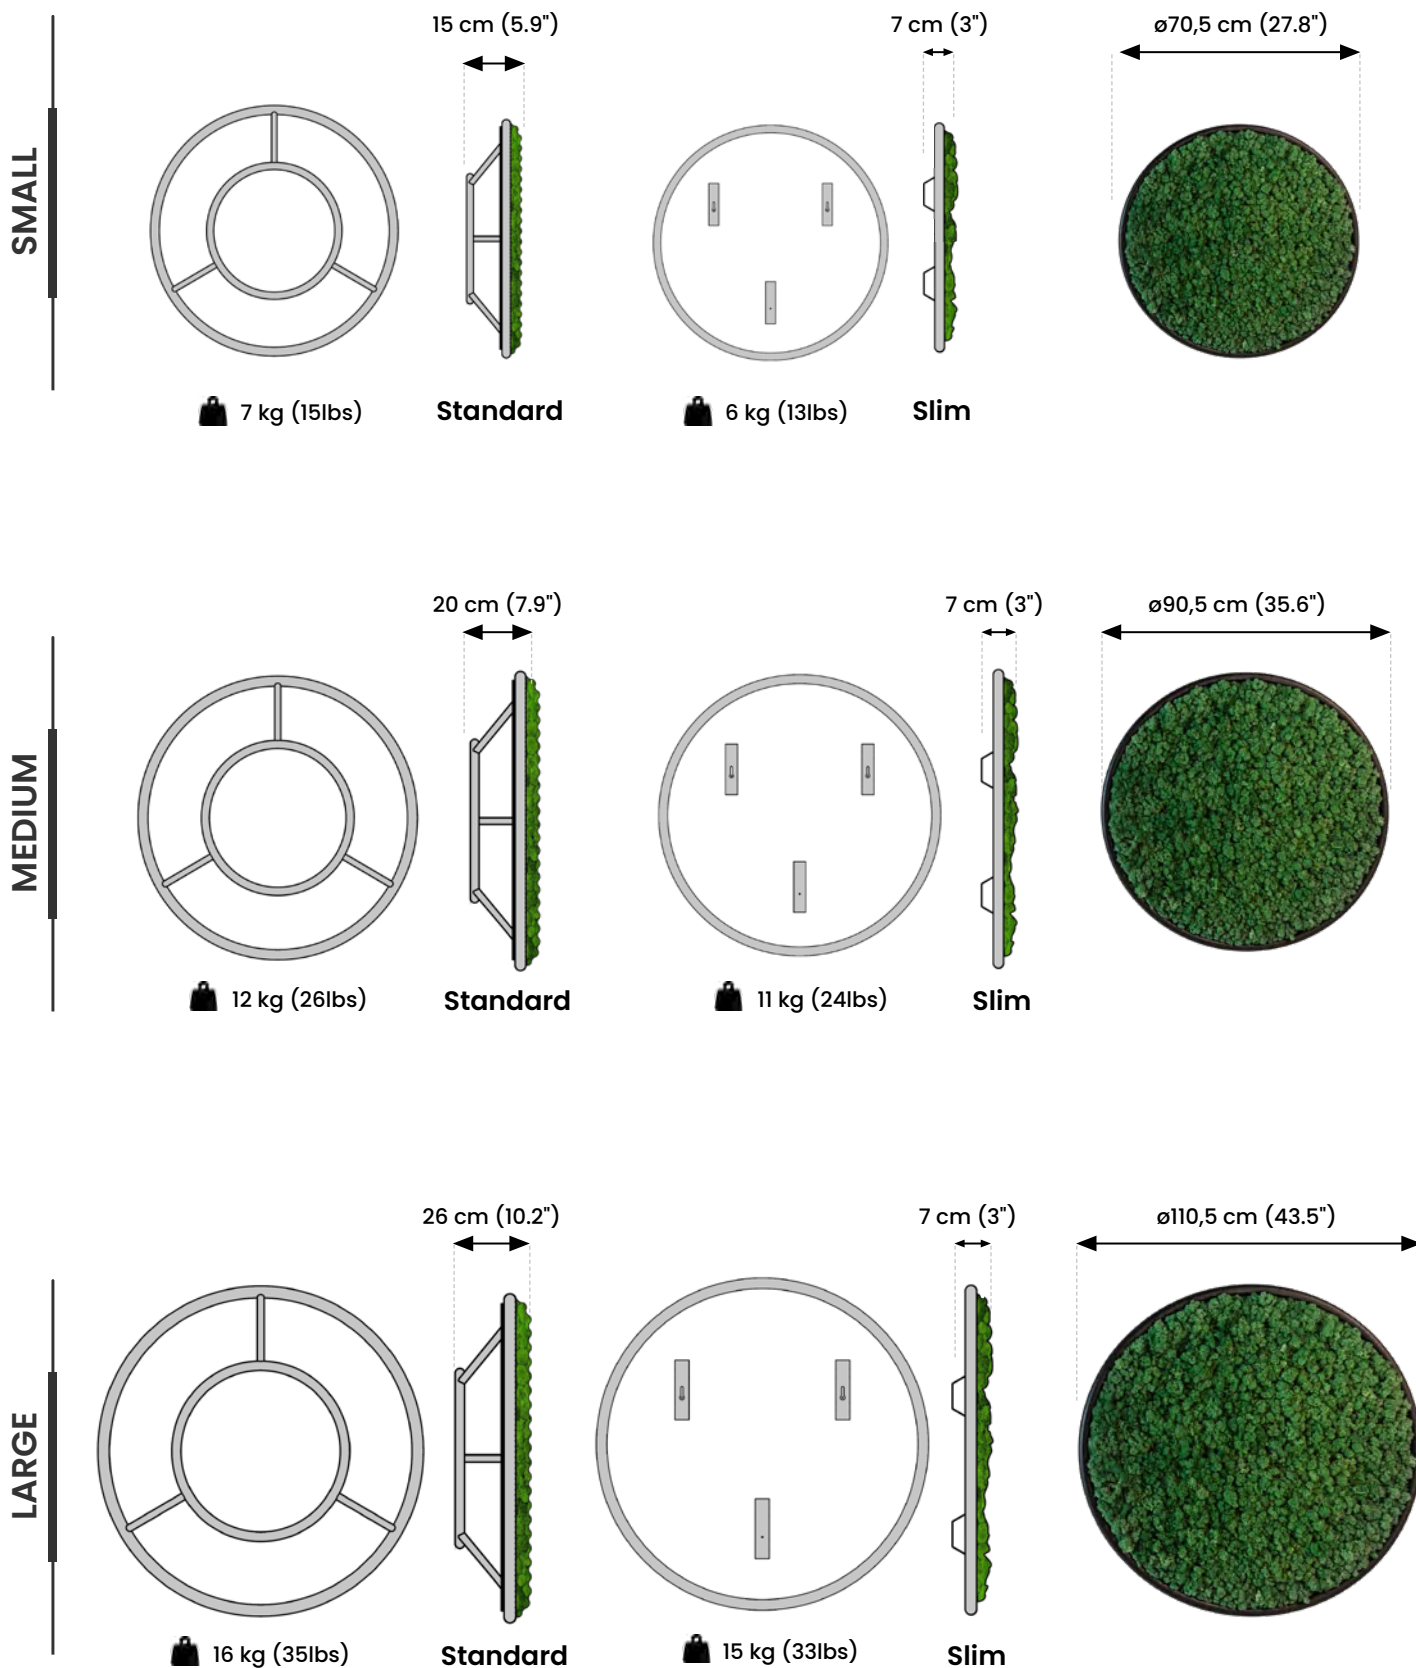 SMALL
15 cm (5.9")
7 cm (3")
ø70,5 cm (27.8")
7 kg (15lbs)
Standard
6 kg (13lbs)
Slim
MEDIUM
20 cm (7.9")
7 cm (3")
ø90,5 cm (35.6")
12 kg (26lbs)
Standard
11 kg (24lbs)
Slim
LARGE
26 cm (10.2")
7 cm (3")
ø110,5 cm (43.5")
16 kg (35lbs)
Standard
15 kg (33lbs)
Slim